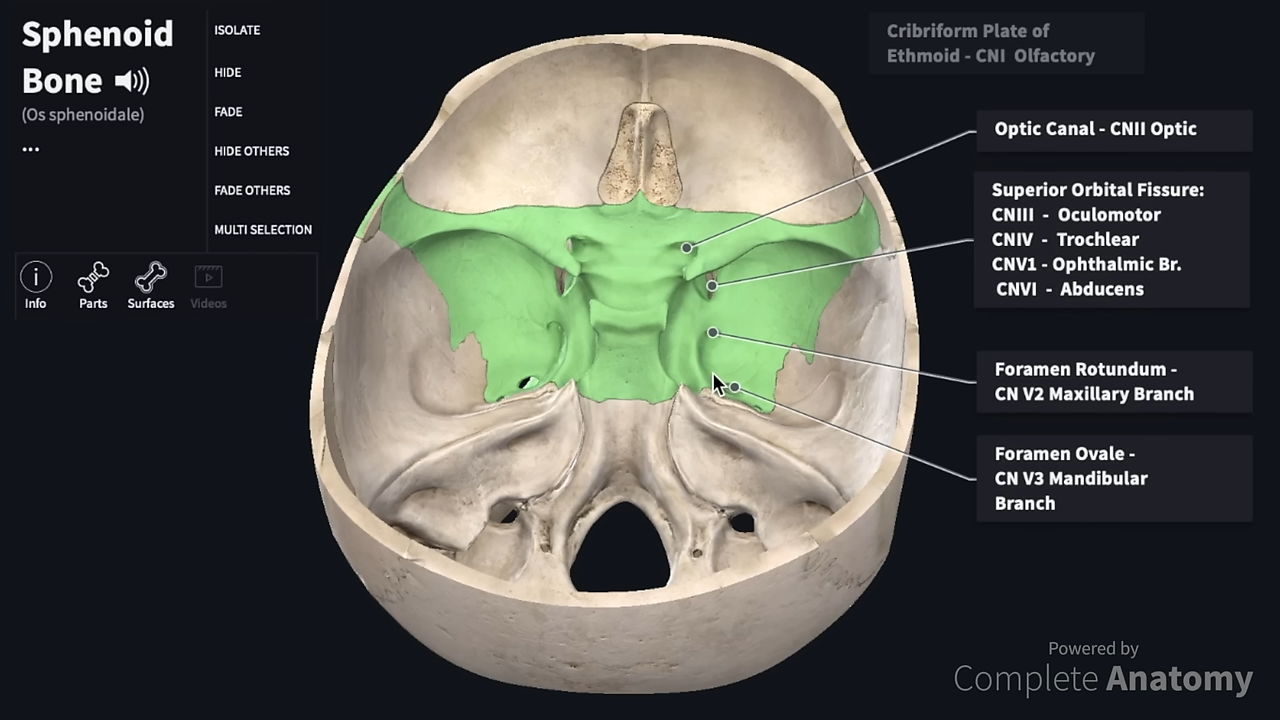 Sphenoid
Bone
(Os sphenoidale)
...
ISOLATE
HIDE
FADE
HIDE OTHERS
FADE OTHERS
MULTI SELECTION
i
Info
Parts
Surfaces
Videos
Cribriform Plate of
Ethmoid - CNI Olfactory
Optic Canal - CNII Optic
Superior Orbital Fissure:
CNIII - Oculomotor
CNIV - Trochlear
CNV1 - Ophthalmic Br.
CNVI - Abducens
Foramen Rotundum -
CN V2 Maxillary Branch
Foramen Ovale -
CN V3 Mandibular
Branch
Powered by
Complete Anatomy